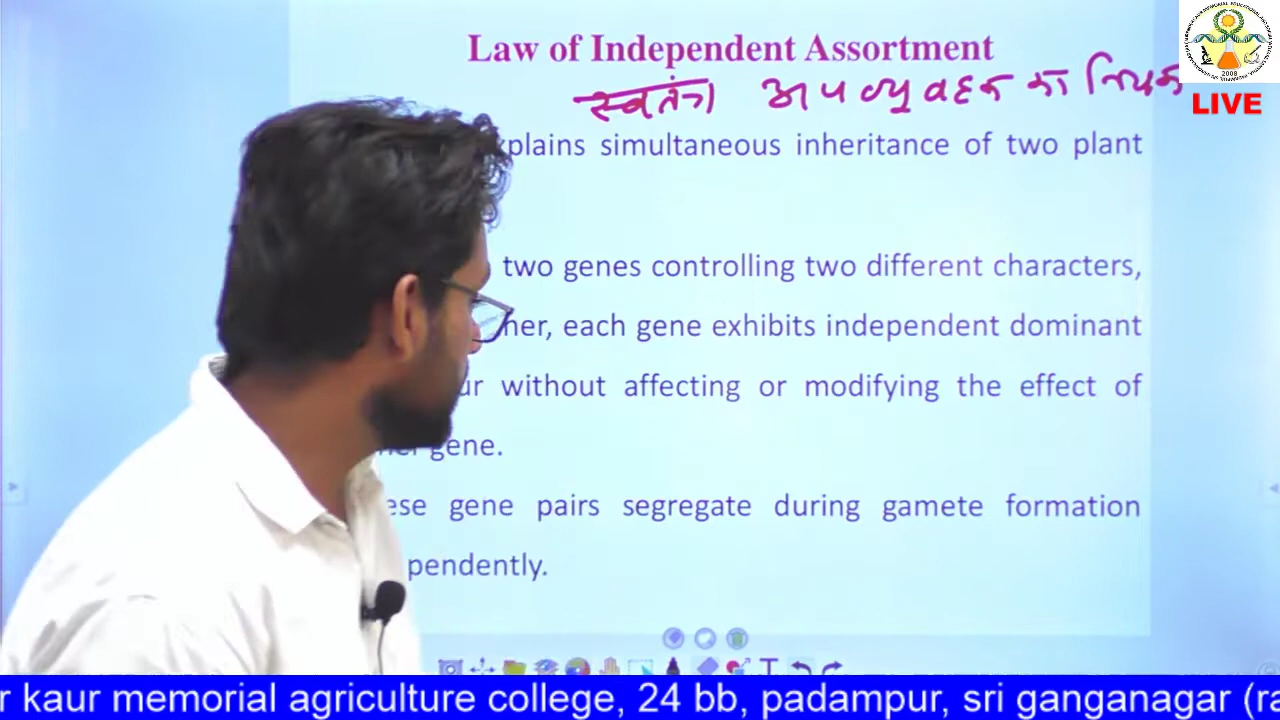 Law of Independent Assortment
स्वतंत्र अपव्यूहन का नियम
LIVE
xplains simultaneous inheritance of two plant
two genes controlling two different characters,
her, each gene exhibits independent dominant
ur without affecting or modifying the effect of
gene.
ese gene pairs segregate during gamete formation
pendently.
T
2008
r kaur memorial agriculture college, 24 bb, padampur, sri ganganagar (ra